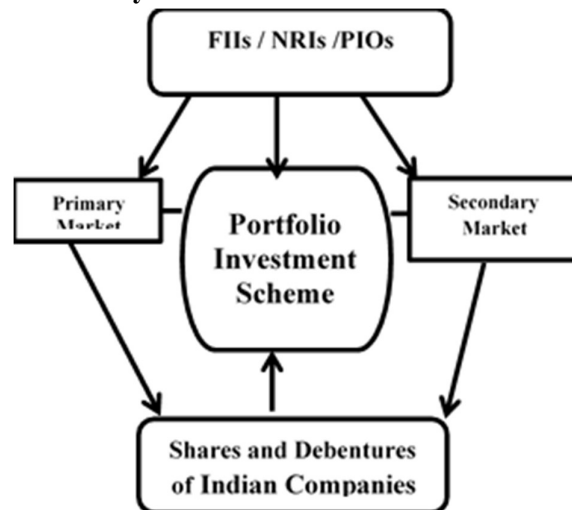 FIIs / NRIs /PIOs
Primary
Market
Portfolio
Investment
Scheme
Secondary
Market
Shares and Debentures
of Indian Companies